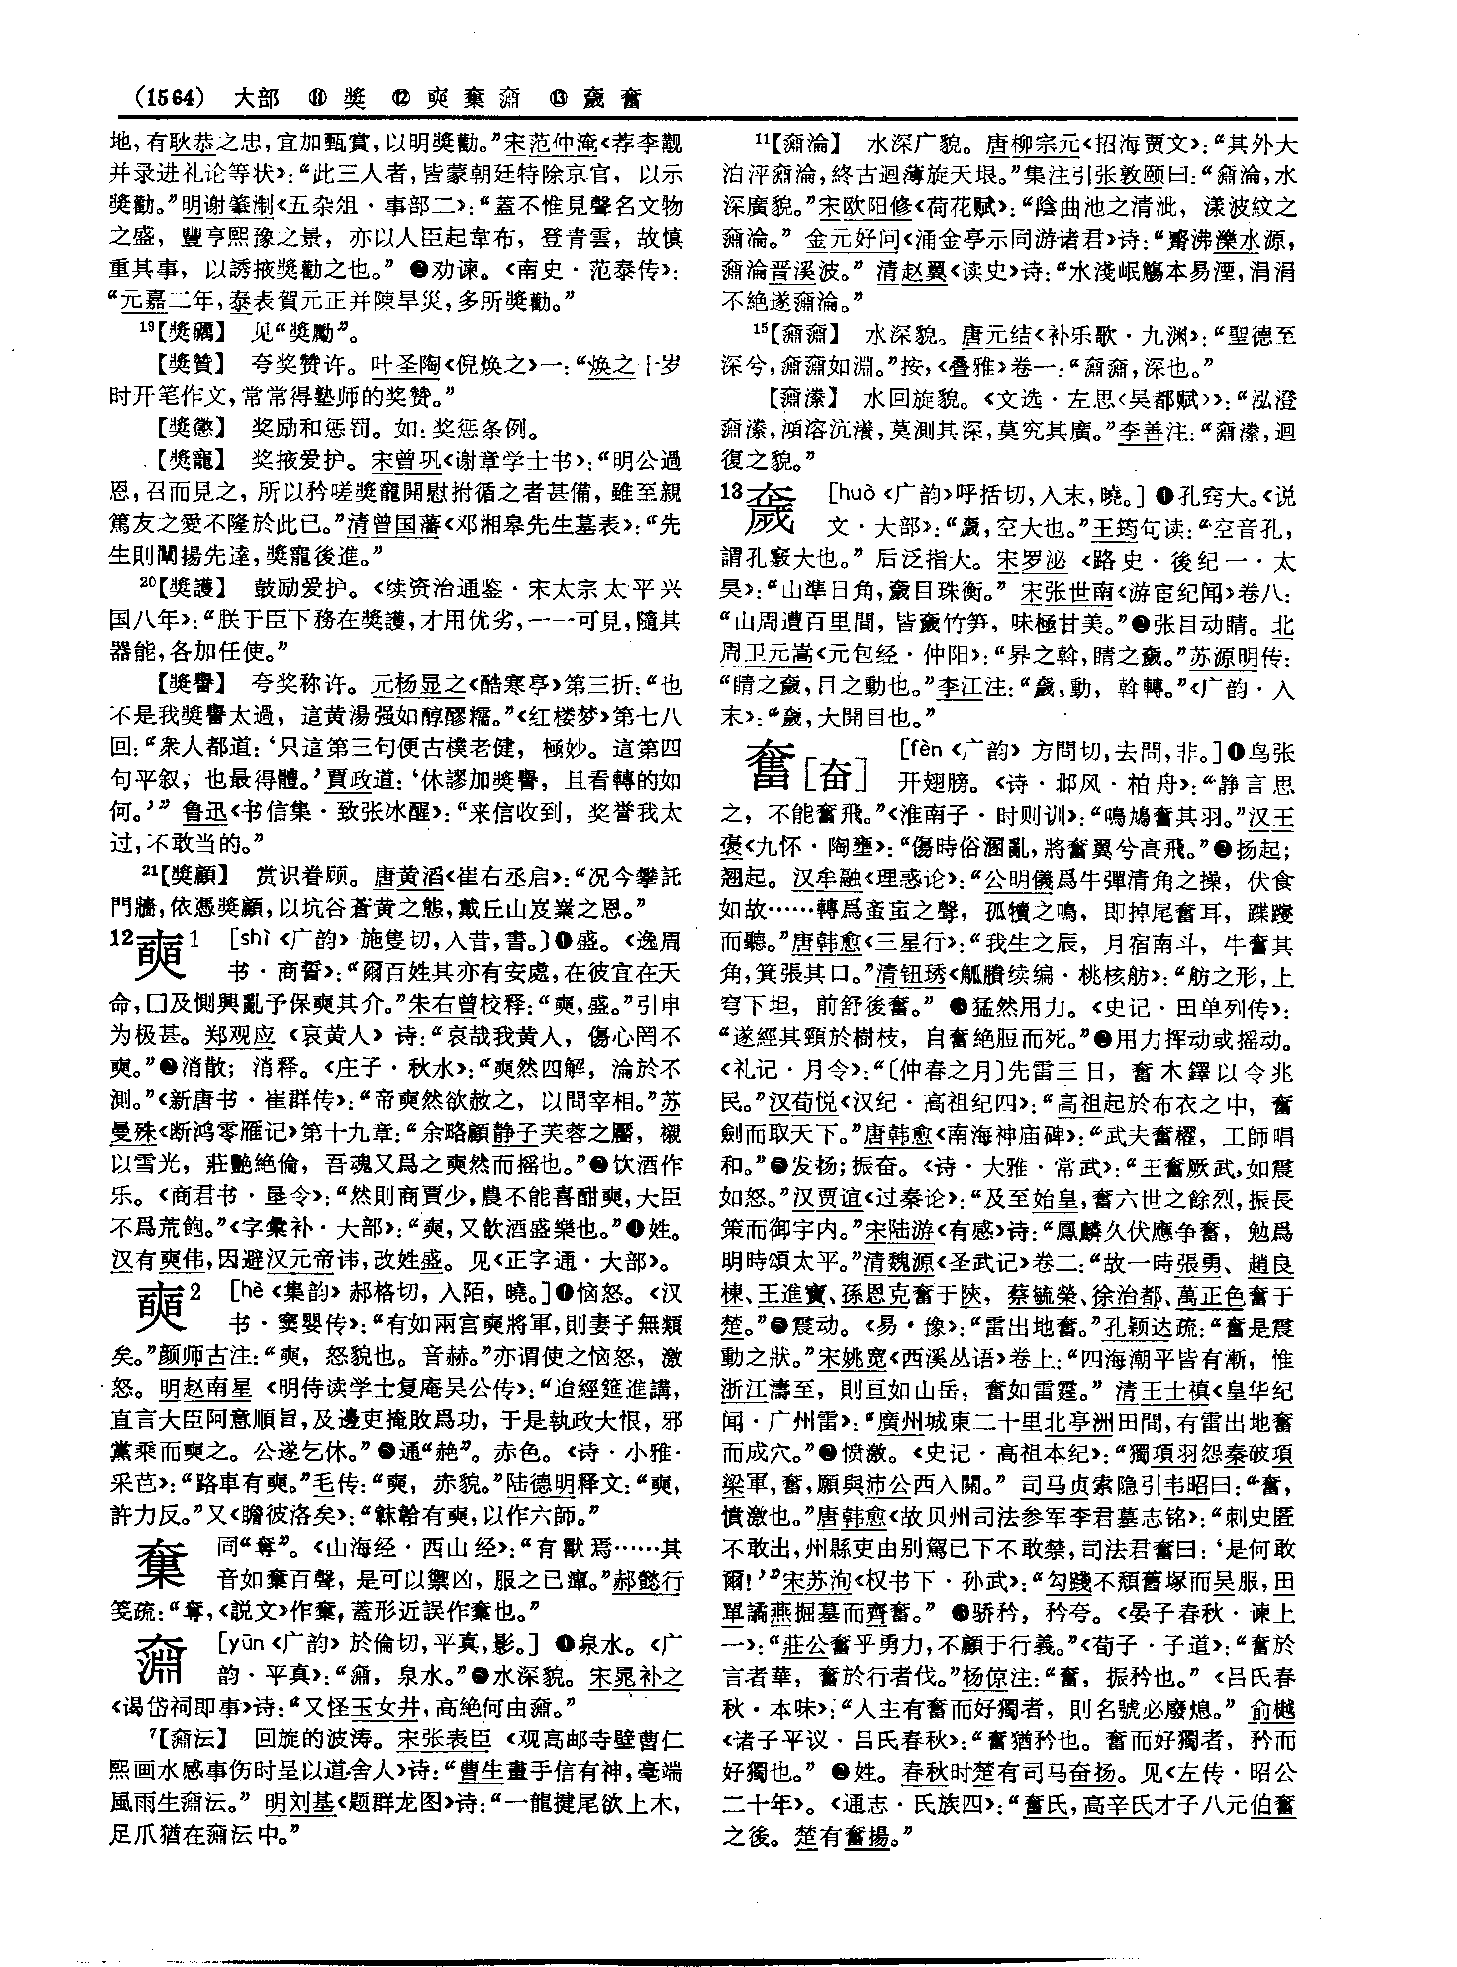 (1564) 大部 ⑪ 獎 ⑫ 奭 奫 ⑬ 奮
地,有耿恭之忠,宜加甄賞,以明獎勸。”宋范仲淹《荐李觏
并录进礼论等状》:“此三人者,皆蒙朝廷特除京官,以示
獎勸。”明谢肇淛《五杂俎·事部二》:“蓋不惟見聲名文物
之盛,豐亨熙豫之景,亦以人臣起韋布,登青雲,故慎
重其事,以誘掖獎勸之也。”❷劝谏。《南史·范泰传》:
“元嘉二年,泰表賀元正并陳旱災,多所獎勸。”
¹⁹【獎礪】 见“獎勵”。
【獎贊】 夸奖赞许。叶圣陶《倪焕之》一:“焕之十岁
时开笔作文,常常得塾师的奖赞。”
【獎懲】 奖励和惩罚。如:奖惩条例。
【獎寵】 奖掖爱护。宋曾巩《谢章学士书》:“明公過
恩,召而見之,所以矜嗟獎寵開慰拊循之者甚備,雖至親
篤友之愛不隆於此已。”清曾国藩《邓湘皋先生墓表》:“先
生則闡揚先達,獎寵後進。”
²⁰【獎護】 鼓励爱护。《续资治通鉴·宋太宗太平兴
国八年》:“朕于臣下務在獎護,才用优劣,一一可見,隨其
器能,各加任使。”
【獎譽】 夸奖称许。元杨显之《酷寒亭》第三折:“也
不是我獎譽太過,這黃湯强如醇醪糯。”《红楼梦》第七八
回:“衆人都道:‘只這第三句便古樸老健,極妙。這第四
句平叙,也最得體。’賈政道:‘休謬加獎譽,且看轉的如
何。’” 鲁迅《书信集·致张冰醒》:“来信收到,奖誉我太
过,不敢当的。”
²¹【獎顧】 赏识眷顾。唐黄滔《崔右丞启》:“况今攀託
門牆,依憑獎顧,以坑谷蒼黄之態,戴丘山岌嶪之恩。”
12奭1 [shì《广韵》施隻切,入昔,書。]❶盛。《逸周
书·商誓》:“爾百姓其亦有安處,在彼宜在天
命,囗及惻興亂予保奭其介。”朱右曾校释:“奭,盛。”引申
为极甚。郑观应《哀黄人》诗:“哀哉我黄人,傷心罔不
奭。”❷消散;消释。《庄子·秋水》:“奭然四解,淪於不
測。”《新唐书·崔群传》:“帝奭然欲赦之,以問宰相。”苏
曼殊《断鸿零雁记》第十九章:“余略顧静子芙蓉之靨,襯
以雪光,莊艷絶倫,吾魂又爲之奭然而摇也。”❸饮酒作
乐。《商君书·垦令》:“然則商賈少,農不能喜酣奭,大臣
不爲荒飽。”《字彙补·大部》:“奭,又飲酒盛樂也。”❹姓。
汉有奭伟,因避汉元帝讳,改姓盛。见《正字通·大部》。
奭2 [hè《集韵》郝格切,入陌,曉。]❶恼怒。《汉
书·窦婴传》:“有如兩宫奭將軍,則妻子無類
矣。”颜师古注:“奭,怒貌也。音赫。”亦谓使之恼怒,激
怒。明赵南星《明侍读学士复庵吴公传》:“迨經筵進講,
直言大臣阿意順旨,及邊吏掩敗爲功,于是執政大恨,邪
黨乘而奭之。公遂乞休。”❷通“赩”。赤色。《诗·小雅·
采芑》:“路車有奭。”毛传:“奭,赤貌。”陆德明释文:“奭,
許力反。”又《瞻彼洛矣》:“韎韐有奭,以作六師。”
同“奪”。《山海经·西山经》:“有獸焉……其
音如百聲,是可以禦凶,服之已癉。”郝懿行
笺疏:“奪,《説文》作,蓋形近誤作也。”
奫 [yūn《广韵》於倫切,平真,影。] ❶泉水。《广
韵·平真》:“奫,泉水。”❷水深貌。宋晁补之
《谒岱祠即事》诗:“又怪玉女井,高絶何由奫。”
⁷【奫沄】 回旋的波涛。宋张表臣《观高邮寺壁曹仁
熙画水感事伤时呈以道舍人》诗:“曹生畫手信有神,毫端
風雨生奫沄。” 明刘基《题群龙图》诗:“一龍揵尾欲上木,
足爪猶在奫沄中。”
¹¹【奫淪】 水深广貌。唐柳宗元《招海贾文》:“其外大
泊泙奫淪,終古迴薄旋天垠。”集注引张敦颐曰:“奫淪,水
深廣貌。”宋欧阳修《荷花赋》:“陰曲池之清泚,漾波紋之
奫淪。” 金元好问《涌金亭示同游诸君》诗:“觱沸濼水源,
奫淪晋溪波。” 清赵翼《读史》诗:“水淺岷觴本易湮,涓涓
不絶遂奫淪。”
¹⁵【奫奫】 水深貌。唐元结《补乐歌·九渊》:“聖德至
深兮,奫奫如淵。”按,《叠雅》卷一:“奫奫,深也。”
【奫潫】 水回旋貌。《文选·左思〈吴都赋〉》:“泓澄
奫潫,澒溶沆瀁,莫測其深,莫究其廣。”李善注:“奫潫,迴
復之貌。”
13奯 [huò《广韵》呼括切,入末,曉。] ❶孔窍大。《说
文·大部》:“奯,空大也。”王筠句读:“空音孔,
謂孔竅大也。” 后泛指大。宋罗泌《路史·後纪一·太
昊》:“山準日角,奯目珠衡。” 宋张世南《游宦纪闻》卷八:
“山周遭百里間,皆奯竹笋,味極甘美。”❷张目动睛。北
周卫元嵩《元包经·仲阳》:“界之斡,睛之奯。”苏源明传:
“睛之奯,目之動也。”李江注:“奯,動,斡轉。”《广韵·入
末》:“奯,大開目也。”
奮[奋] [fèn《广韵》方問切,去問,非。]❶鸟张
开翅膀。《诗·邶风·柏舟》:“静言思
之,不能奮飛。”《淮南子·时则训》:“鳴鳩奮其羽。”汉王
褒《九怀·陶壅》:“傷時俗溷亂,將奮翼兮高飛。”❷扬起;
翘起。汉牟融《理惑论》:“公明儀爲牛彈清角之操,伏食
如故……轉爲蚉虻之聲,孤犢之鳴,即掉尾奮耳,蹀躞
而聽。”唐韩愈《三星行》:“我生之辰,月宿南斗,牛奮其
角,箕張其口。”清钮琇《觚賸续编·桃核舫》:“舫之形,上
穹下坦,前舒後奮。” ❸猛然用力。《史记·田单列传》:
“遂經其頸於樹枝,自奮絶脰而死。”❹用力挥动或摇动。
《礼记·月令》:“〔仲春之月〕先雷三日,奮木鐸以令兆
民。”汉荀悦《汉纪·高祖纪四》:“高祖起於布衣之中,奮
劍而取天下。”唐韩愈《南海神庙碑》:“武夫奮櫂,工師唱
和。”❺发扬;振奋。《诗·大雅·常武》:“王奮厥武,如震
如怒。”汉贾谊《过秦论》:“及至始皇,奮六世之餘烈,振長
策而御宇内。”宋陆游《有感》诗:“鳳麟久伏應争奮,勉爲
明時頌太平。”清魏源《圣武记》卷二:“故一時張勇、趙良
棟、王進寶、孫思克奮于陝,蔡毓榮、徐治都、萬正色奮于
楚。”❻震动。《易·豫》:“雷出地奮。”孔颖达疏:“奮是震
動之狀。”宋姚宽《西溪丛语》卷上:“四海潮平皆有漸,惟
浙江濤至,則亘如山岳,奮如雷霆。” 清王士禛《皇华纪
闻·广州雷》:“廣州城東二十里北亭洲田間,有雷出地奮
而成穴。”❼愤激。《史记·高祖本纪》:“獨項羽怨秦破項
梁軍,奮,願與沛公西入關。” 司马贞索隐引韦昭曰:“奮,
憤激也。”唐韩愈《故贝州司法参军李君墓志铭》:“刺史匿
不敢出,州縣吏由别駕已下不敢禁,司法君奮曰:‘是何敢
爾!’”宋苏洵《权书下·孙武》:“勾踐不頽舊塚而吴服,田
單譎燕掘墓而齊奮。” ❽骄矜,矜夸。《晏子春秋·谏上
一》:“莊公奮乎勇力,不顧于行義。”《荀子·子道》:“奮於
言者華,奮於行者伐。”杨倞注:“奮,振矜也。”《吕氏春
秋·本味》:“人主有奮而好獨者,則名號必廢熄。” 俞樾
《诸子平议·吕氏春秋》:“奮猶矜也。奮而好獨者,矜而
好獨也。” ❾姓。春秋时楚有司马奋扬。见《左传·昭公
二十年》。《通志·氏族四》:“奮氏,高辛氏才子八元伯奮
之後。楚有奮揚。”